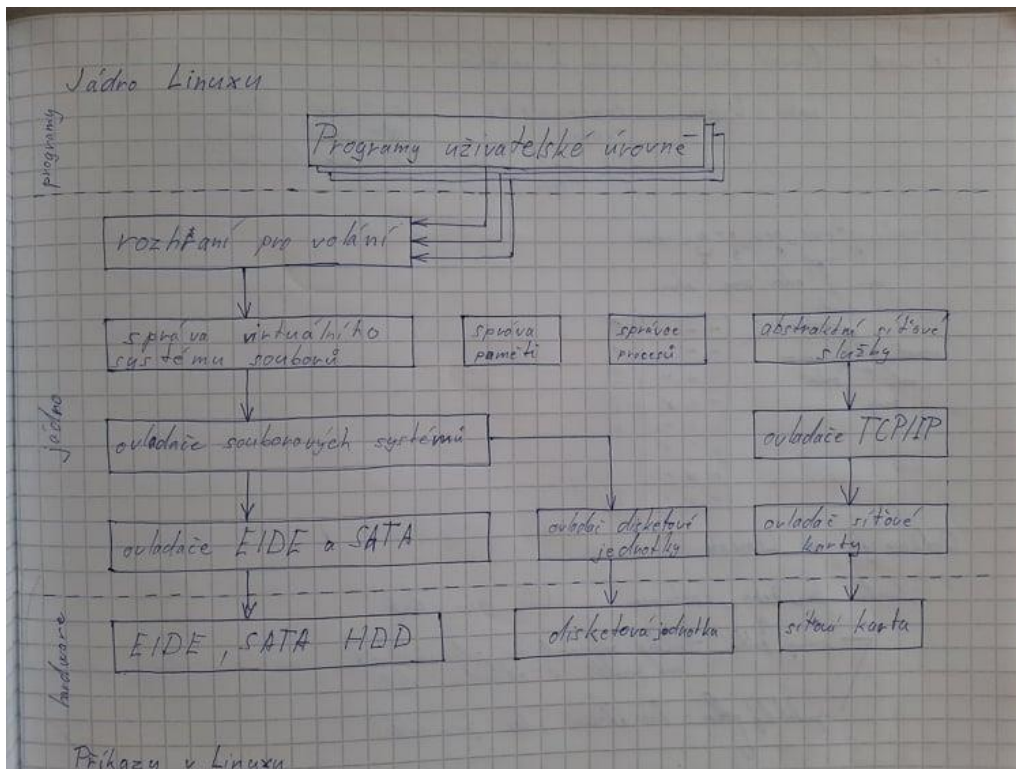 Jádro Linuxu
programy
Programy uživatelské úrovně
rozhraní pro volání
správa virtuálního
systému souborů
správa
paměti
správce
procesů
abstraktní síťové
služby
jádro
ovladače souborových systémů
ovladače TCP/IP
ovladače EIDE a SATA
ovladač disketové
jednotky
ovladač síťové
karty
hardware
EIDE, SATA HDD
disketová jednotka
síťová karta
Příkazy v Linuxu